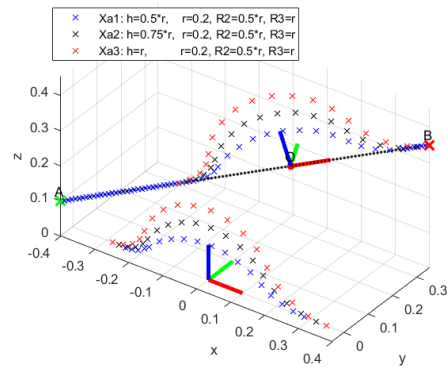 Xa1: h=0.5*r, r=0.2, R2=0.5*r, R3=r
Xa2: h=0.75*r, r=0.2, R2=0.5*r, R3=r
Xa3: h=r, r=0.2, R2=0.5*r, R3=r
0.4
0.3
0.2
0.1
0
z
A
B
O
-0.4
-0.3
-0.2
-0.1
0
0.1
0.2
0.3
0.4
x
0
0.1
0.2
0.3
y